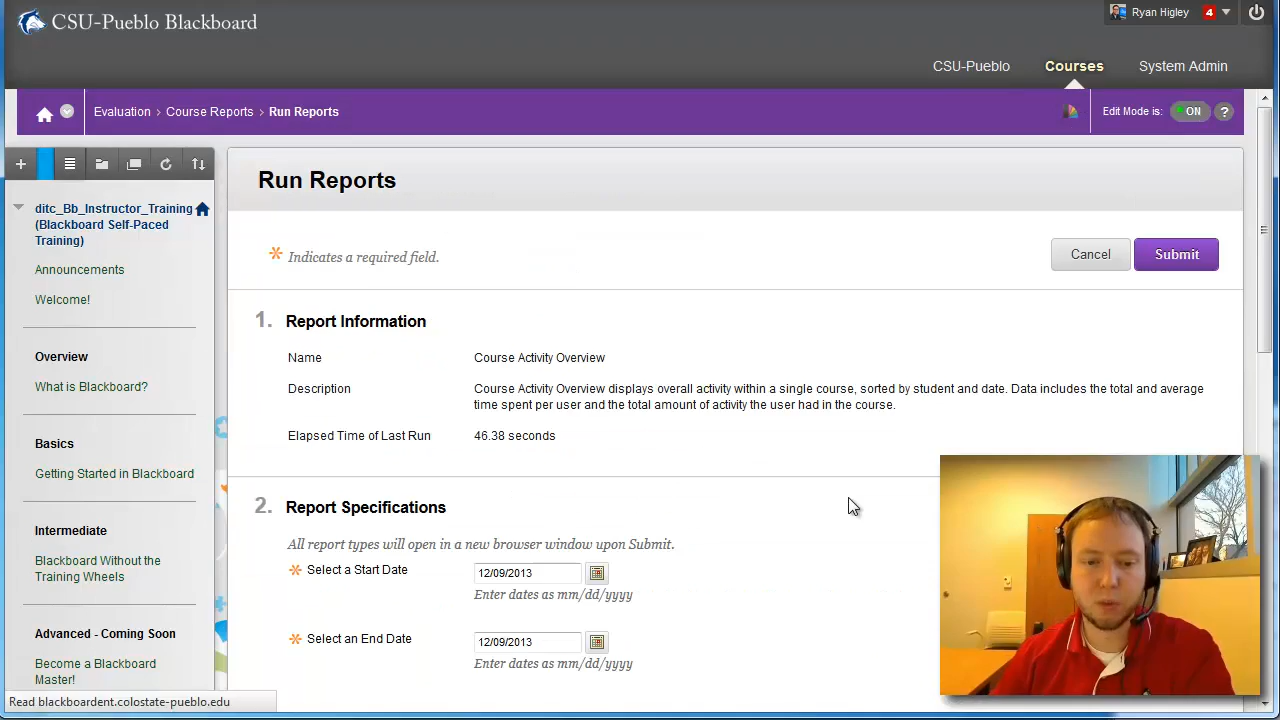 CSU-Pueblo Blackboard
Ryan Higley 4
CSU-Pueblo Courses System Admin
Evaluation > Course Reports > Run Reports
Edit Mode is: ON ?
ditc_Bb_Instructor_Training
(Blackboard Self-Paced
Training)
Announcements
Welcome!
Overview
What is Blackboard?
Basics
Getting Started in Blackboard
Intermediate
Blackboard Without the
Training Wheels
Advanced - Coming Soon
Become a Blackboard
Master!
Run Reports
Indicates a required field.
Cancel Submit
1. Report Information
Name Course Activity Overview
Description Course Activity Overview displays overall activity within a single course, sorted by student and date. Data includes the total and average
time spent per user and the total amount of activity the user had in the course.
Elapsed Time of Last Run 46.38 seconds
2. Report Specifications
All report types will open in a new browser window upon Submit.
Select a Start Date 12/09/2013
Enter dates as mm/dd/yyyy
Select an End Date 12/09/2013
Enter dates as mm/dd/yyyy
Read blackboardent.colostate-pueblo.edu